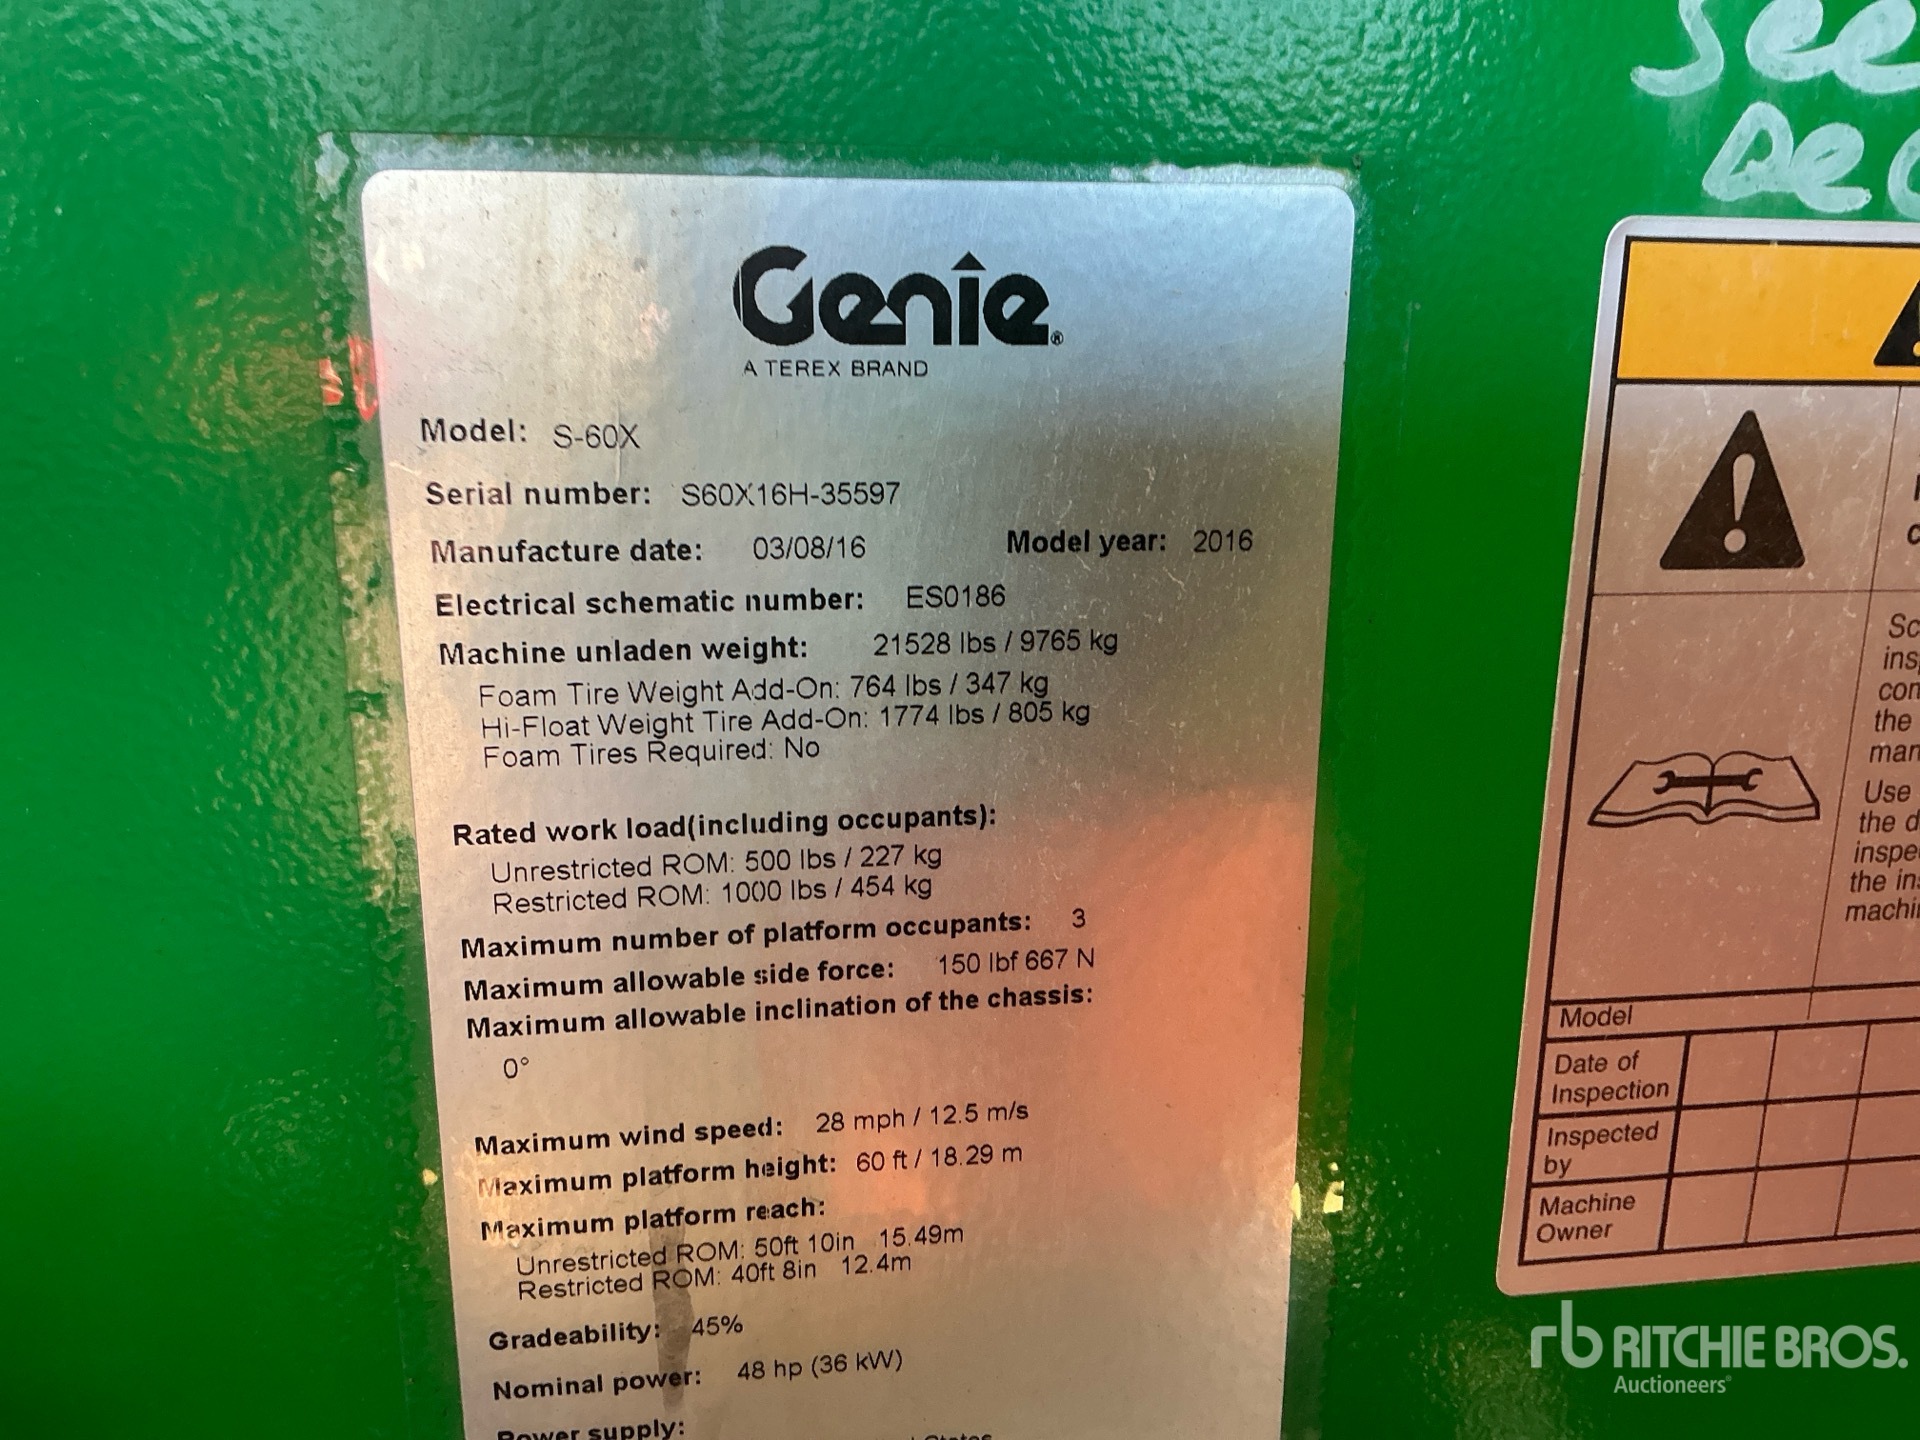 See
Genie®
A TEREX BRAND
Model: S-60X
Serial number: S60X16H-35597
Manufacture date: 03/08/16 Model year: 2016
Electrical schematic number: ES0186
Machine unladen weight: 21528 lbs / 9765 kg
Foam Tire Weight Add-On: 764 lbs / 347 kg
Hi-Float Weight Tire Add-On: 1774 lbs / 805 kg
Foam Tires Required: No
Rated work load(including occupants):
Unrestricted ROM: 500 lbs / 227 kg
Restricted ROM: 1000 lbs / 454 kg
Maximum number of platform occupants: 3
Maximum allowable side force: 150 lbf 667 N
Maximum allowable inclination of the chassis:
0°
Maximum wind speed: 28 mph / 12.5 m/s
Maximum platform height: 60 ft / 18.29 m
Maximum platform reach:
Unrestricted ROM: 50ft 10in 15.49m
Restricted ROM: 40ft 8in 12.4m
Gradeability: 45%
Nominal power: 48 hp (36 kW)
Power supply:
the
Use
the d
the in
Model
Date of
Inspection
Inspected
by
Machine
Owner
rb RITCHIE BROS.
Auctioneers®